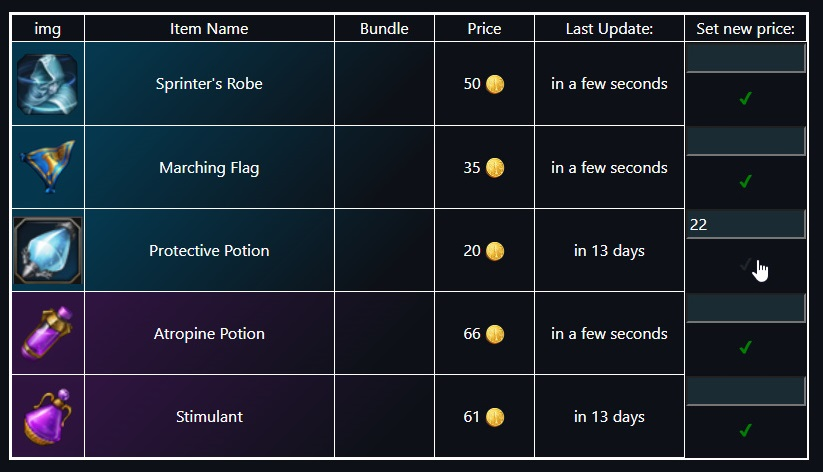 img Item Name Bundle Price Last Update: Set new price:
Sprinter's Robe 50 in a few seconds ✓
Marching Flag 35 in a few seconds ✓
22
Protective Potion 20 in 13 days ✓
Atropine Potion 66 in a few seconds ✓
Stimulant 61 in 13 days ✓